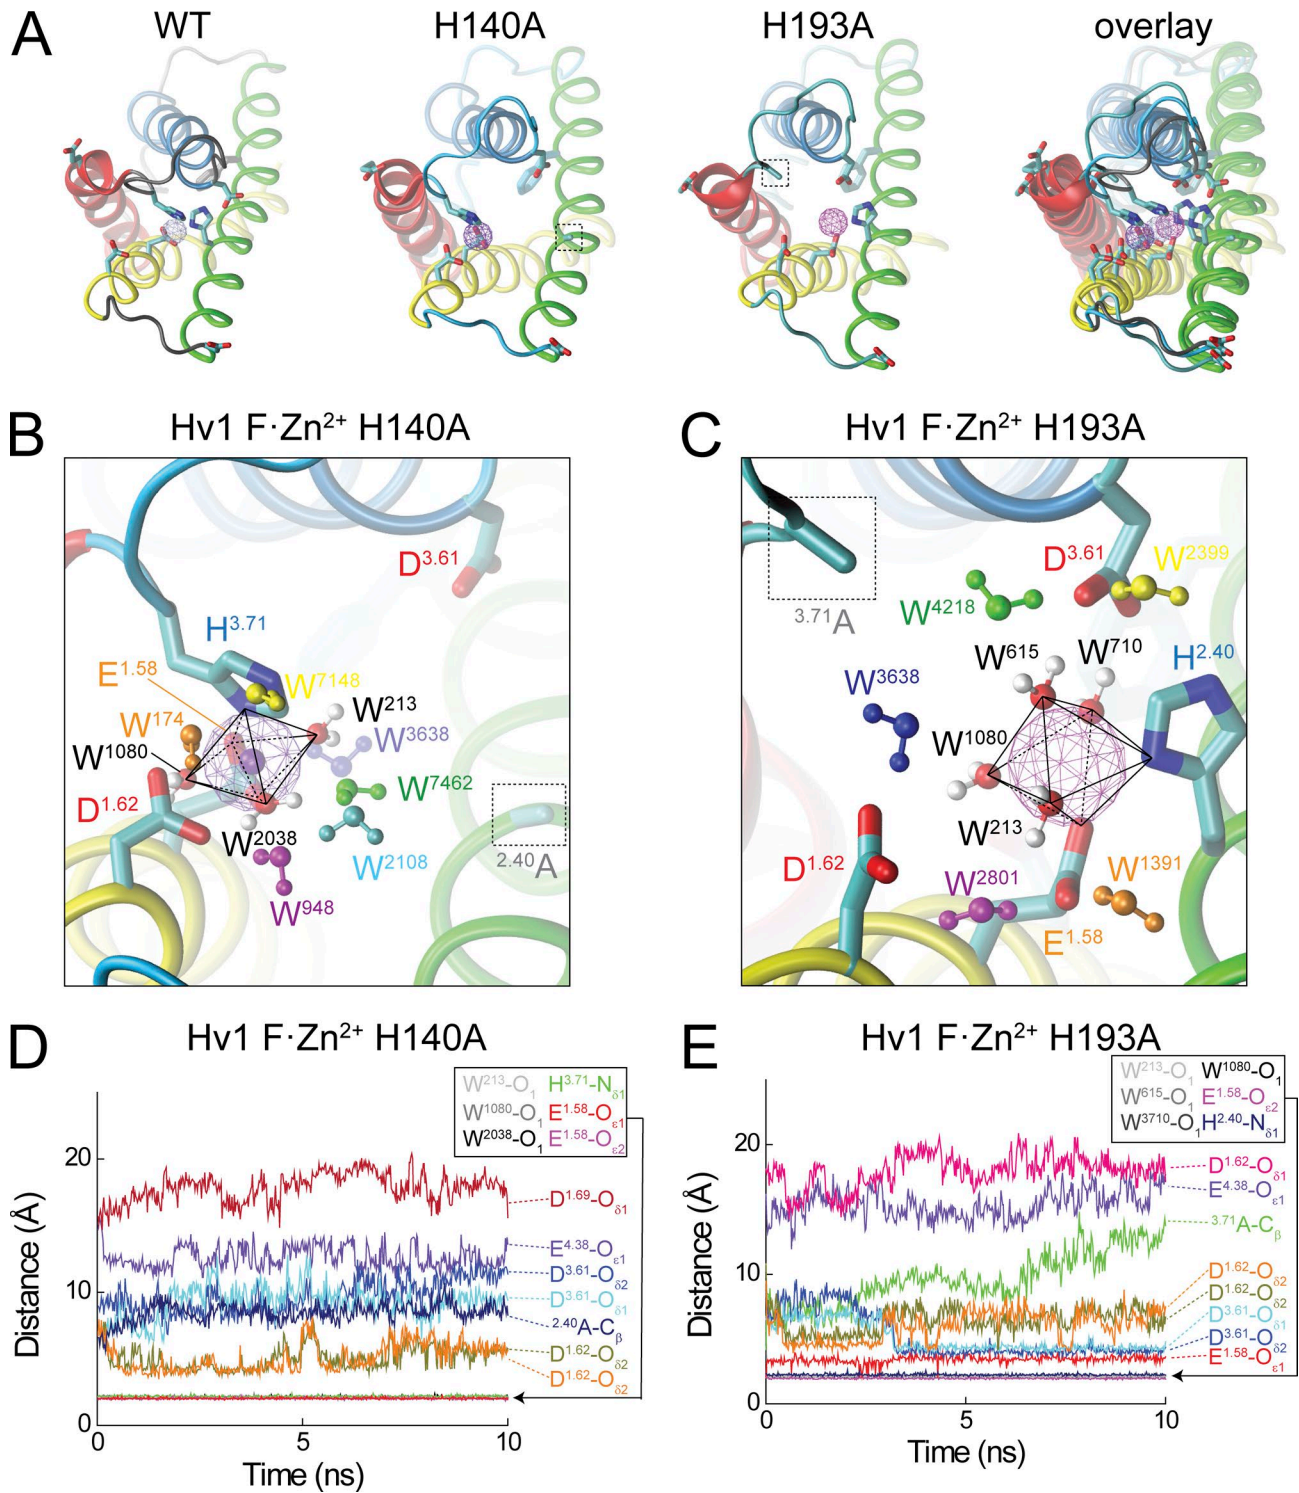 A
WT
H140A
H193A
overlay
B
Hv1 F·Zn²⁺ H140A
D³·⁶¹
H³·⁷¹
E¹·⁵⁸
W⁷¹⁴⁸
W²¹³
W¹⁷⁴
W³⁶³⁸
W¹⁰⁸⁰
W⁷⁴⁶²
D¹·⁶²
W²⁰³⁸
W²¹⁰⁸
²·⁴⁰A
W⁹⁴⁸
C
Hv1 F·Zn²⁺ H193A
D³·⁶¹
W²³⁹⁹
W⁴²¹⁸
³·⁷¹A
W⁶¹⁵
W⁷¹⁰
H²·⁴⁰
W³⁶³⁸
W¹⁰⁸⁰
W²¹³
D¹·⁶²
W²⁸⁰¹
W¹³⁹¹
E¹·⁵⁸
D
Hv1 F·Zn²⁺ H140A
W²¹³-O₁ H³·⁷¹-Nδ1
W¹⁰⁸⁰-O₁ E¹·⁵⁸-Oε1
W²⁰³⁸-O₁ E¹·⁵⁸-Oε2
Distance (Å)
20
10
0
D¹·⁶⁹-Oδ1
E⁴·³⁸-Oε1
D³·⁶¹-Oδ2
D³·⁶¹-Oδ1
²·⁴⁰A-Cβ
D¹·⁶²-Oδ2
D¹·⁶²-Oδ2
0 5 10
Time (ns)
E
Hv1 F·Zn²⁺ H193A
W²¹³-O₁ W¹⁰⁸⁰-O₁
W⁶¹⁵-O₁ E¹·⁵⁸-Oε2
W³⁷¹⁰-O₁ H²·⁴⁰-Nδ1
Distance (Å)
20
10
0
D¹·⁶²-Oδ1
E⁴·³⁸-Oε1
³·⁷¹A-Cβ
D¹·⁶²-Oδ2
D¹·⁶²-Oδ2
D³·⁶¹-Oδ1
D³·⁶¹-Oδ2
E¹·⁵⁸-Oε1
0 5 10
Time (ns)